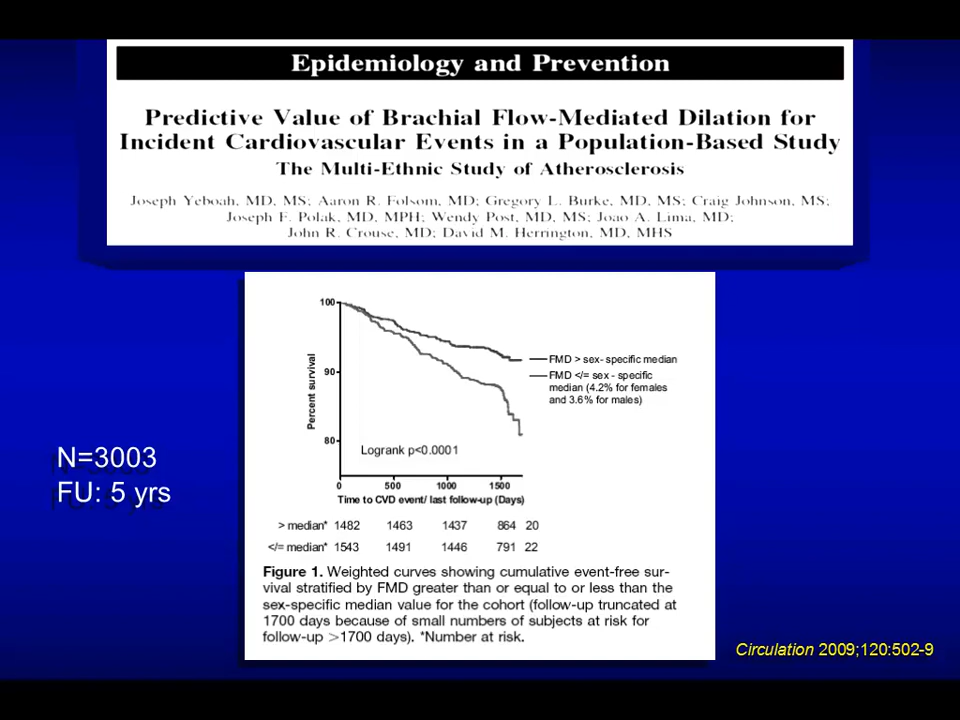 Epidemiology and Prevention
Predictive Value of Brachial Flow-Mediated Dilation for
Incident Cardiovascular Events in a Population-Based Study
The Multi-Ethnic Study of Atherosclerosis
Joseph Yeboah, MD, MS; Aaron R. Folsom, MD; Gregory L. Burke, MD, MS; Craig Johnson, MS;
Joseph F. Polak, MD, MPH; Wendy Post, MD, MS; Joao A. Lima, MD;
John R. Crouse, MD; David M. Herrington, MD, MHS
100
90
80
Percent survival
FMD > sex- specific median
FMD </= sex - specific
median (4.2% for females
and 3.6% for males)
Logrank p<0.0001
0 500 1000 1500
Time to CVD event/ last follow-up (Days)
> median* 1482 1463 1437 864 20
</= median* 1543 1491 1446 791 22
Figure 1. Weighted curves showing cumulative event-free sur-
vival stratified by FMD greater than or equal to or less than the
sex-specific median value for the cohort (follow-up truncated at
1700 days because of small numbers of subjects at risk for
follow-up >1700 days). *Number at risk.
N=3003
FU: 5 yrs
Circulation 2009;120:502-9